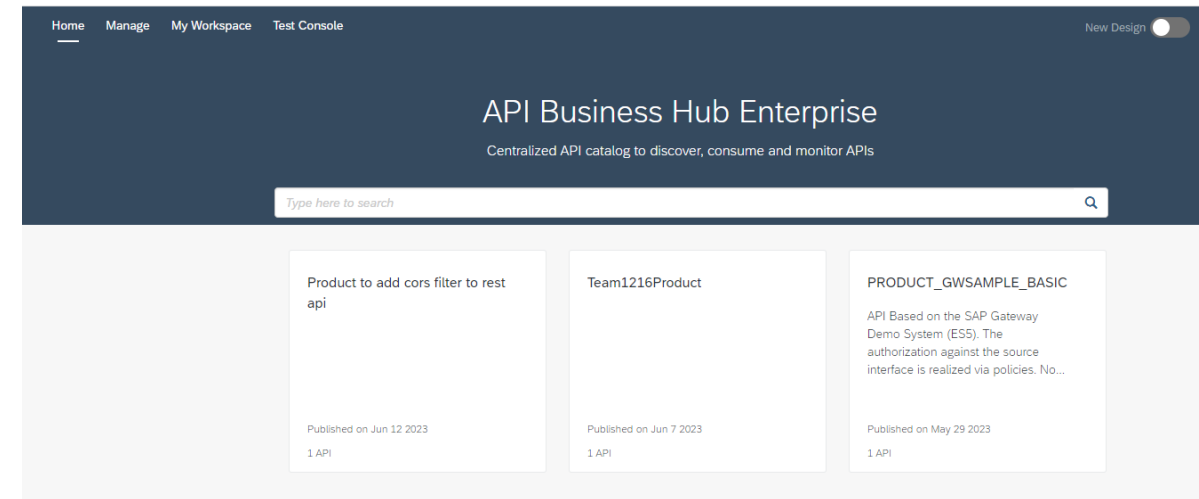 Home Manage My Workspace Test Console New Design
API Business Hub Enterprise
Centralized API catalog to discover, consume and monitor APIs
Type here to search
Product to add cors filter to rest
api
Published on Jun 12 2023
1 API
Team1216Product
Published on Jun 7 2023
1 API
PRODUCT_GWSAMPLE_BASIC
API Based on the SAP Gateway
Demo System (ES5). The
authorization against the source
interface is realized via policies. No...
Published on May 29 2023
1 API